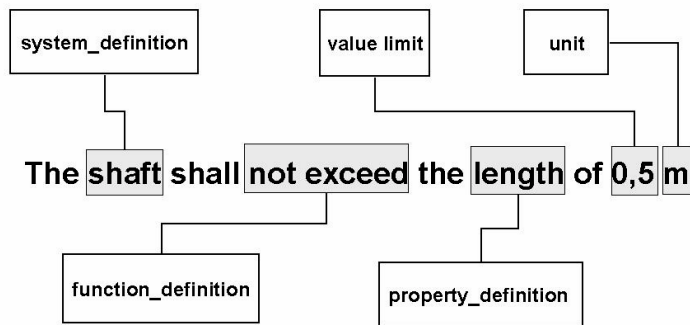 system_definition
value limit
unit
The shaft shall not exceed the length of 0,5 m
function_definition
property_definition